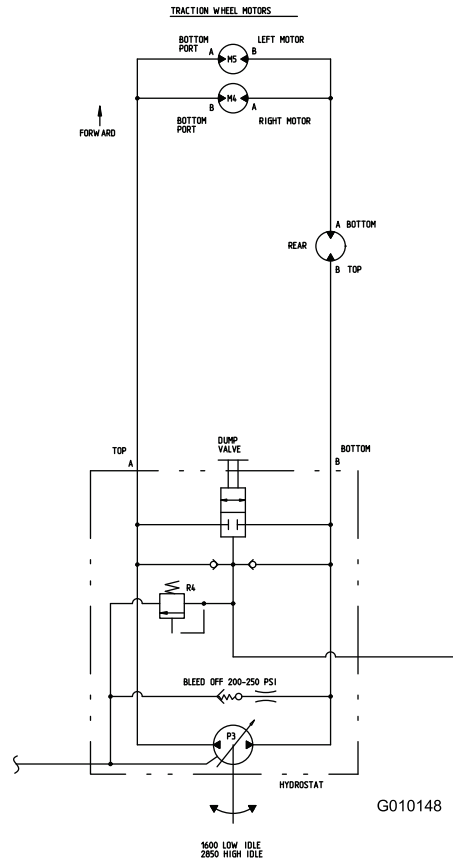 TRACTION WHEEL MOTORS
BOTTOM
PORT
A
B
LEFT MOTOR
M5
M4
B
A
BOTTOM
PORT
RIGHT MOTOR
FORWARD
A BOTTOM
REAR
B TOP
DUMP
VALVE
TOP
A
BOTTOM
B
R4
BLEED OFF 200-250 PSI
P3
HYDROSTAT
G010148
1600 LOW IDLE
2850 HIGH IDLE